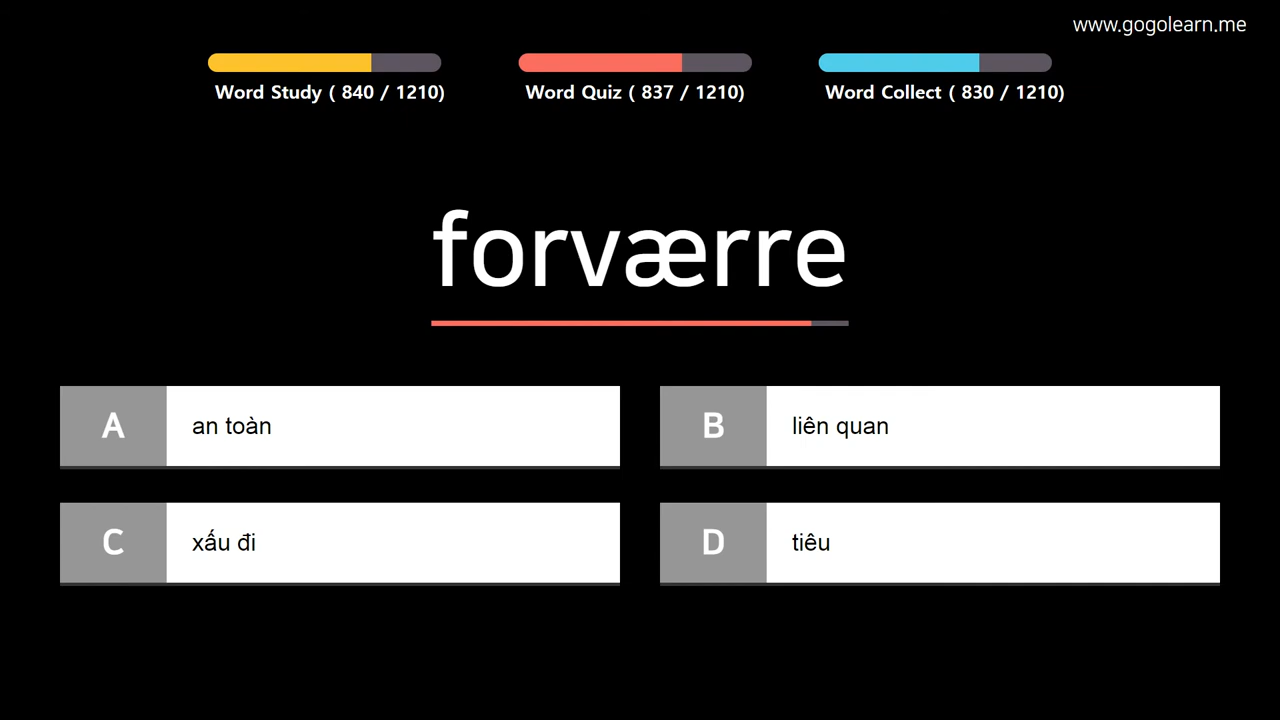 www.gogolearn.me
Word Study ( 840 / 1210)
Word Quiz ( 837 / 1210)
Word Collect ( 830 / 1210)
forværre
A
an toàn
B
liên quan
C
xấu đi
D
tiêu